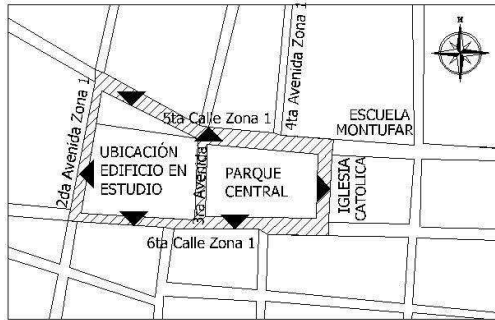 N
4ta Avenida Zona 1
5ta Calle Zona 1
ESCUELA
MONTUFAR
2da Avenida Zona 1
UBICACIÓN
EDIFICIO EN
ESTUDIO
3ra Avenida
PARQUE
CENTRAL
IGLESIA
CATOLICA
6ta Calle Zona 1